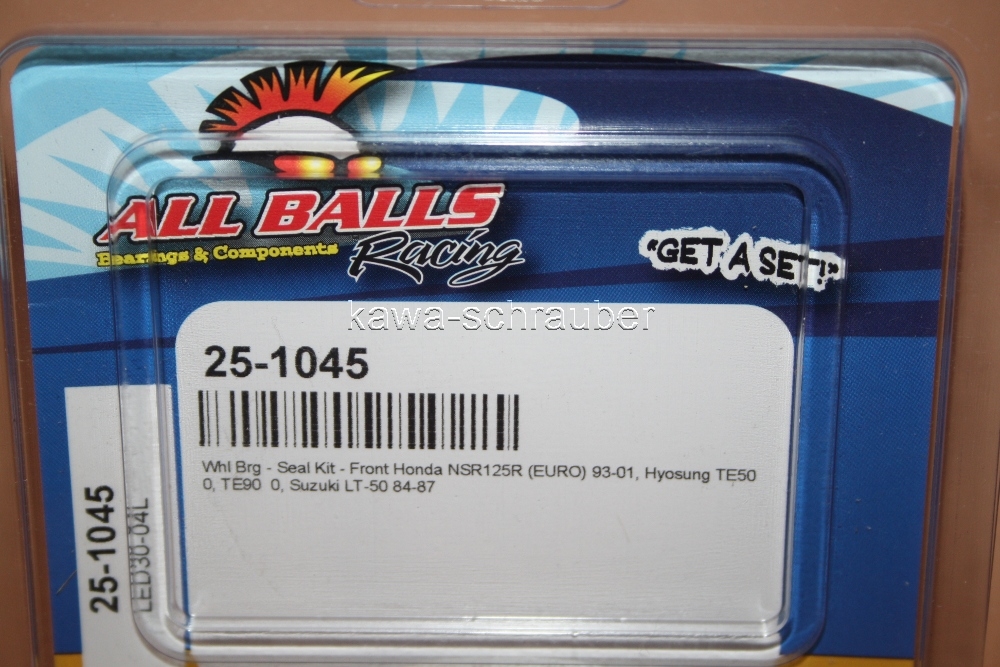 ALL BALLS
Bearings & Components
Racing
"GET A SET!"
kawa-schrauber
25-1045
Whl Brg - Seal Kit - Front Honda NSR125R (EURO) 93-01, Hyosung TE50
0, TE90 0, Suzuki LT-50 84-87
25-1045
LED30-04L